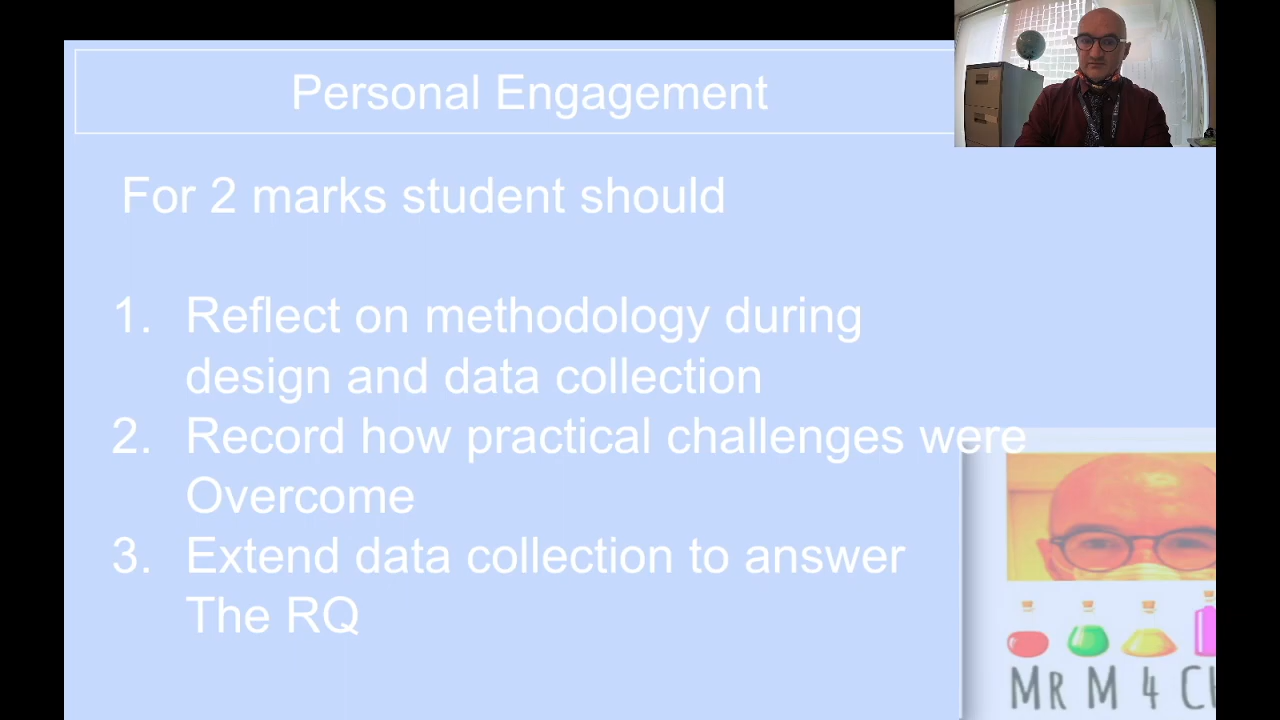 Personal Engagement
For 2 marks student should
1. Reflect on methodology during
design and data collection
2. Record how practical challenges were
Overcome
3. Extend data collection to answer
The RQ
MR M 4